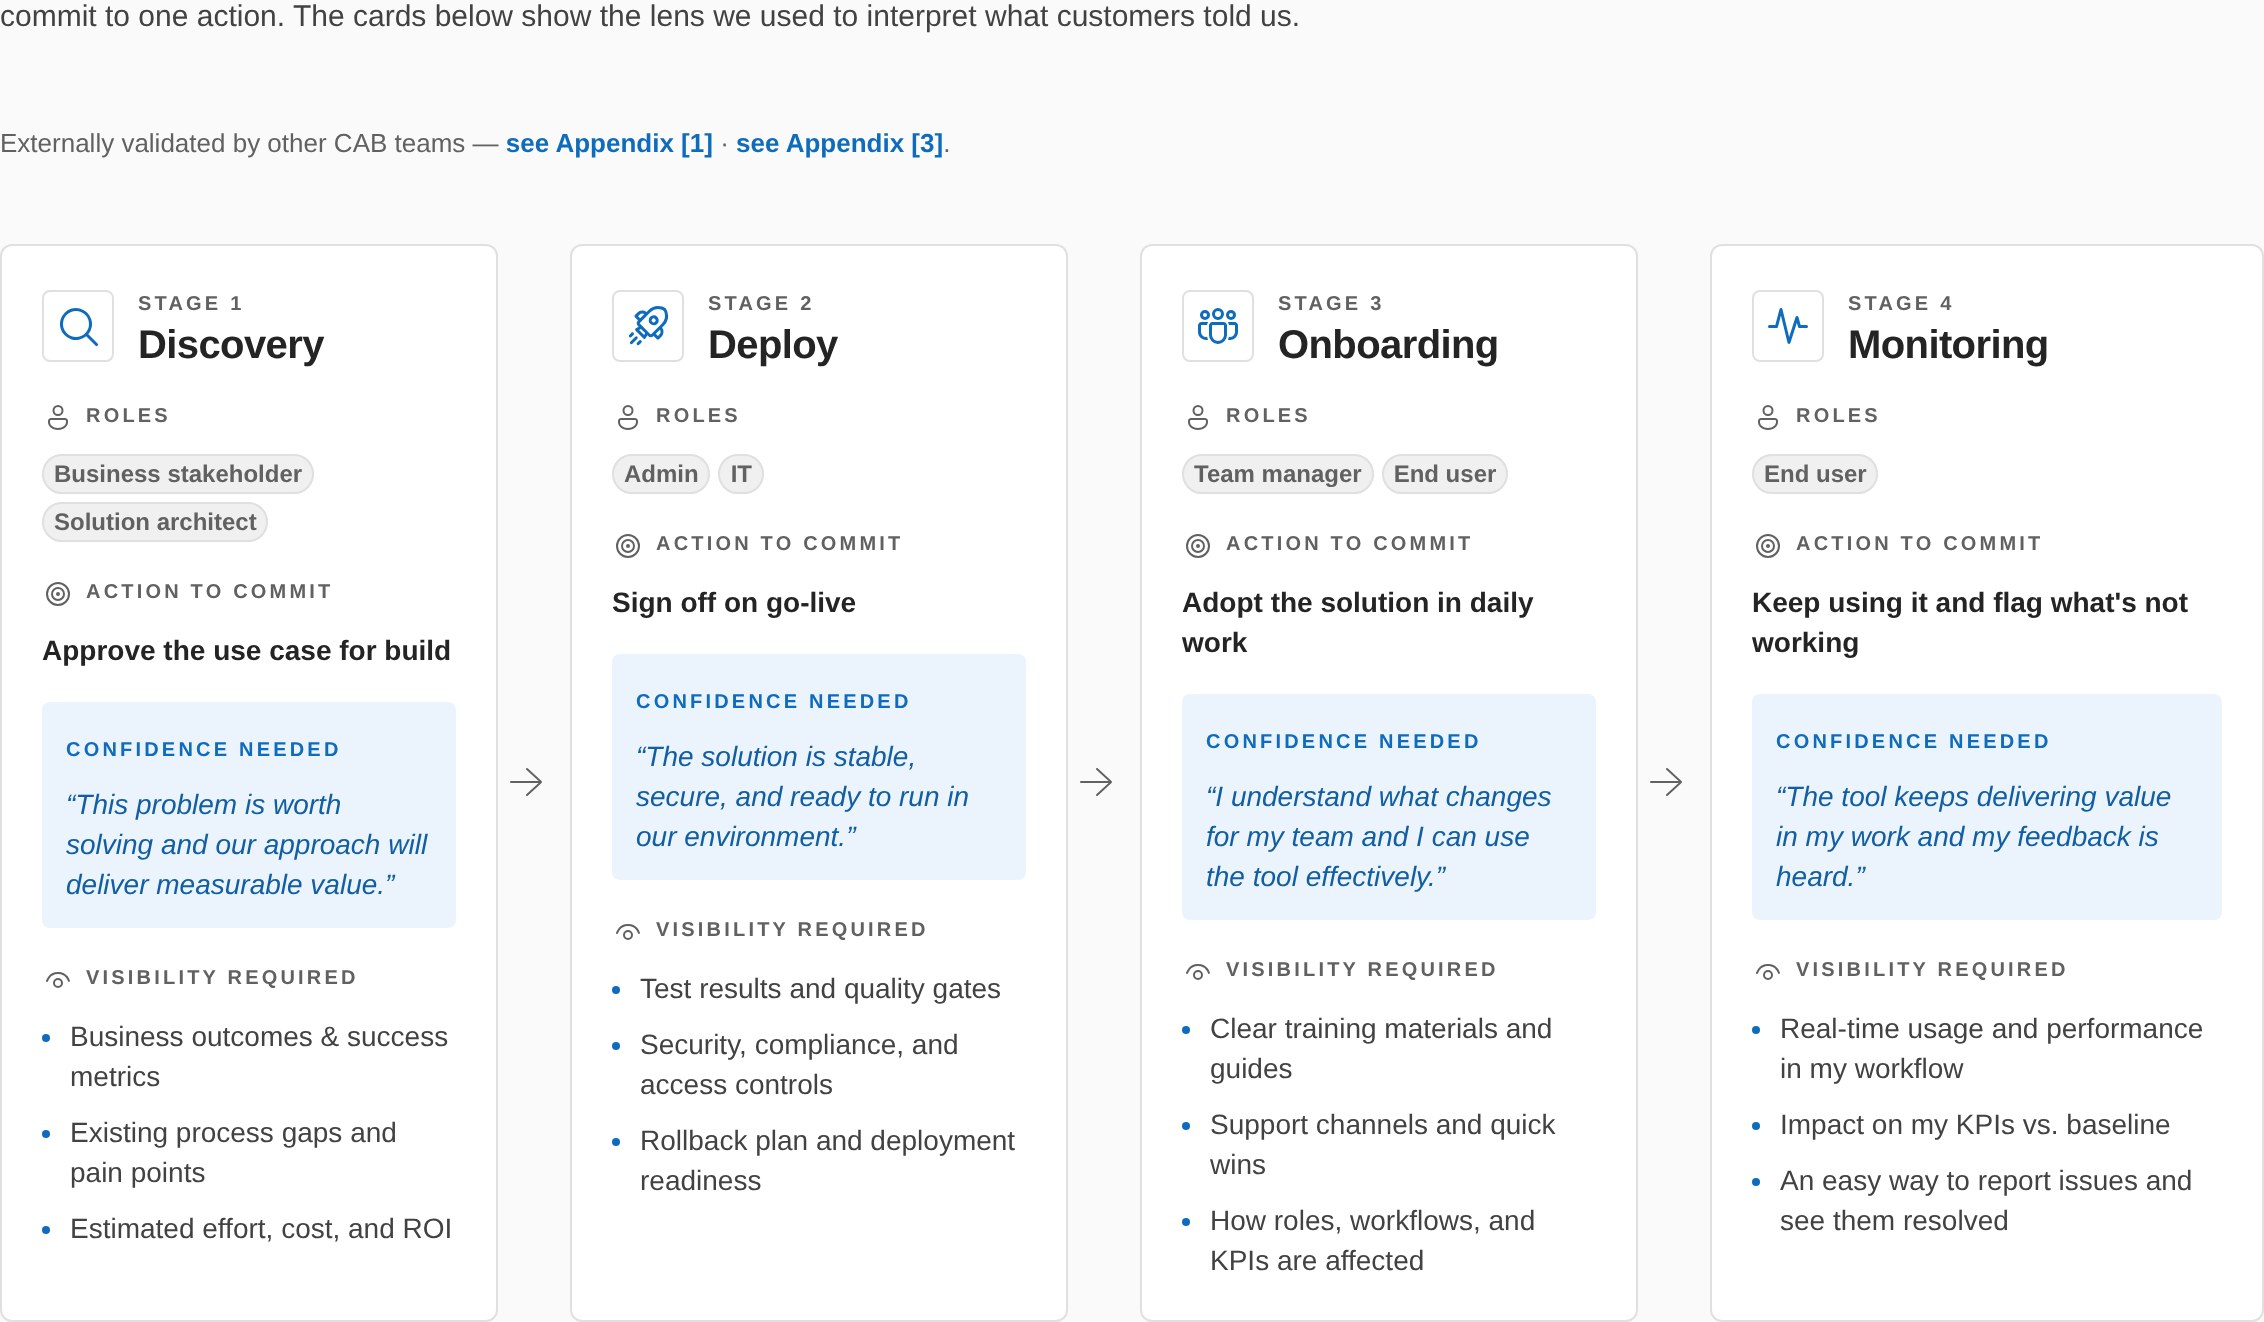 commit to one action. The cards below show the lens we used to interpret what customers told us.
Externally validated by other CAB teams — see Appendix [1] · see Appendix [3].
STAGE 1
Discovery
ROLES
Business stakeholder
Solution architect
ACTION TO COMMIT
Approve the use case for build
CONFIDENCE NEEDED
“This problem is worth
solving and our approach will
deliver measurable value.”
VISIBILITY REQUIRED
• Business outcomes & success
metrics
• Existing process gaps and
pain points
• Estimated effort, cost, and ROI
STAGE 2
Deploy
ROLES
Admin IT
ACTION TO COMMIT
Sign off on go-live
CONFIDENCE NEEDED
“The solution is stable,
secure, and ready to run in
our environment.”
VISIBILITY REQUIRED
• Test results and quality gates
• Security, compliance, and
access controls
• Rollback plan and deployment
readiness
STAGE 3
Onboarding
ROLES
Team manager End user
ACTION TO COMMIT
Adopt the solution in daily
work
CONFIDENCE NEEDED
“I understand what changes
for my team and I can use
the tool effectively.”
VISIBILITY REQUIRED
• Clear training materials and
guides
• Support channels and quick
wins
• How roles, workflows, and
KPIs are affected
STAGE 4
Monitoring
ROLES
End user
ACTION TO COMMIT
Keep using it and flag what's not
working
CONFIDENCE NEEDED
“The tool keeps delivering value
in my work and my feedback is
heard.”
VISIBILITY REQUIRED
• Real-time usage and performance
in my workflow
• Impact on my KPIs vs. baseline
• An easy way to report issues and
see them resolved